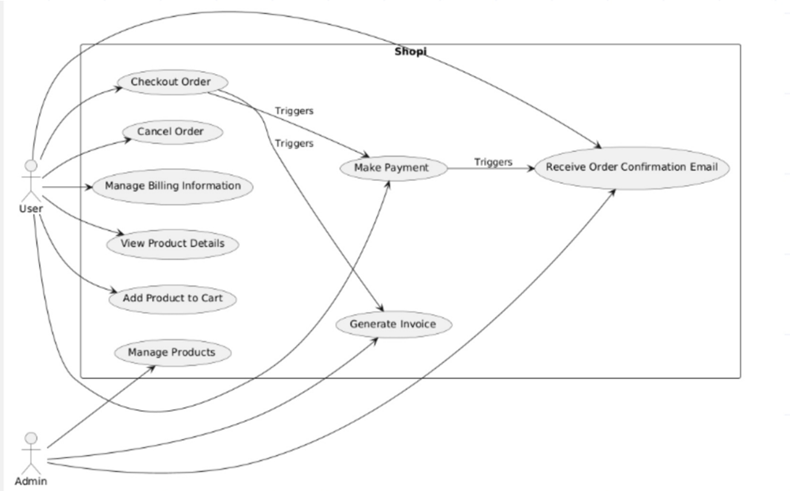 Shopi
Checkout Order
Triggers
Cancel Order
Triggers
Make Payment
Triggers
Receive Order Confirmation Email
Manage Billing Information
User
View Product Details
Add Product to Cart
Generate Invoice
Manage Products
Admin